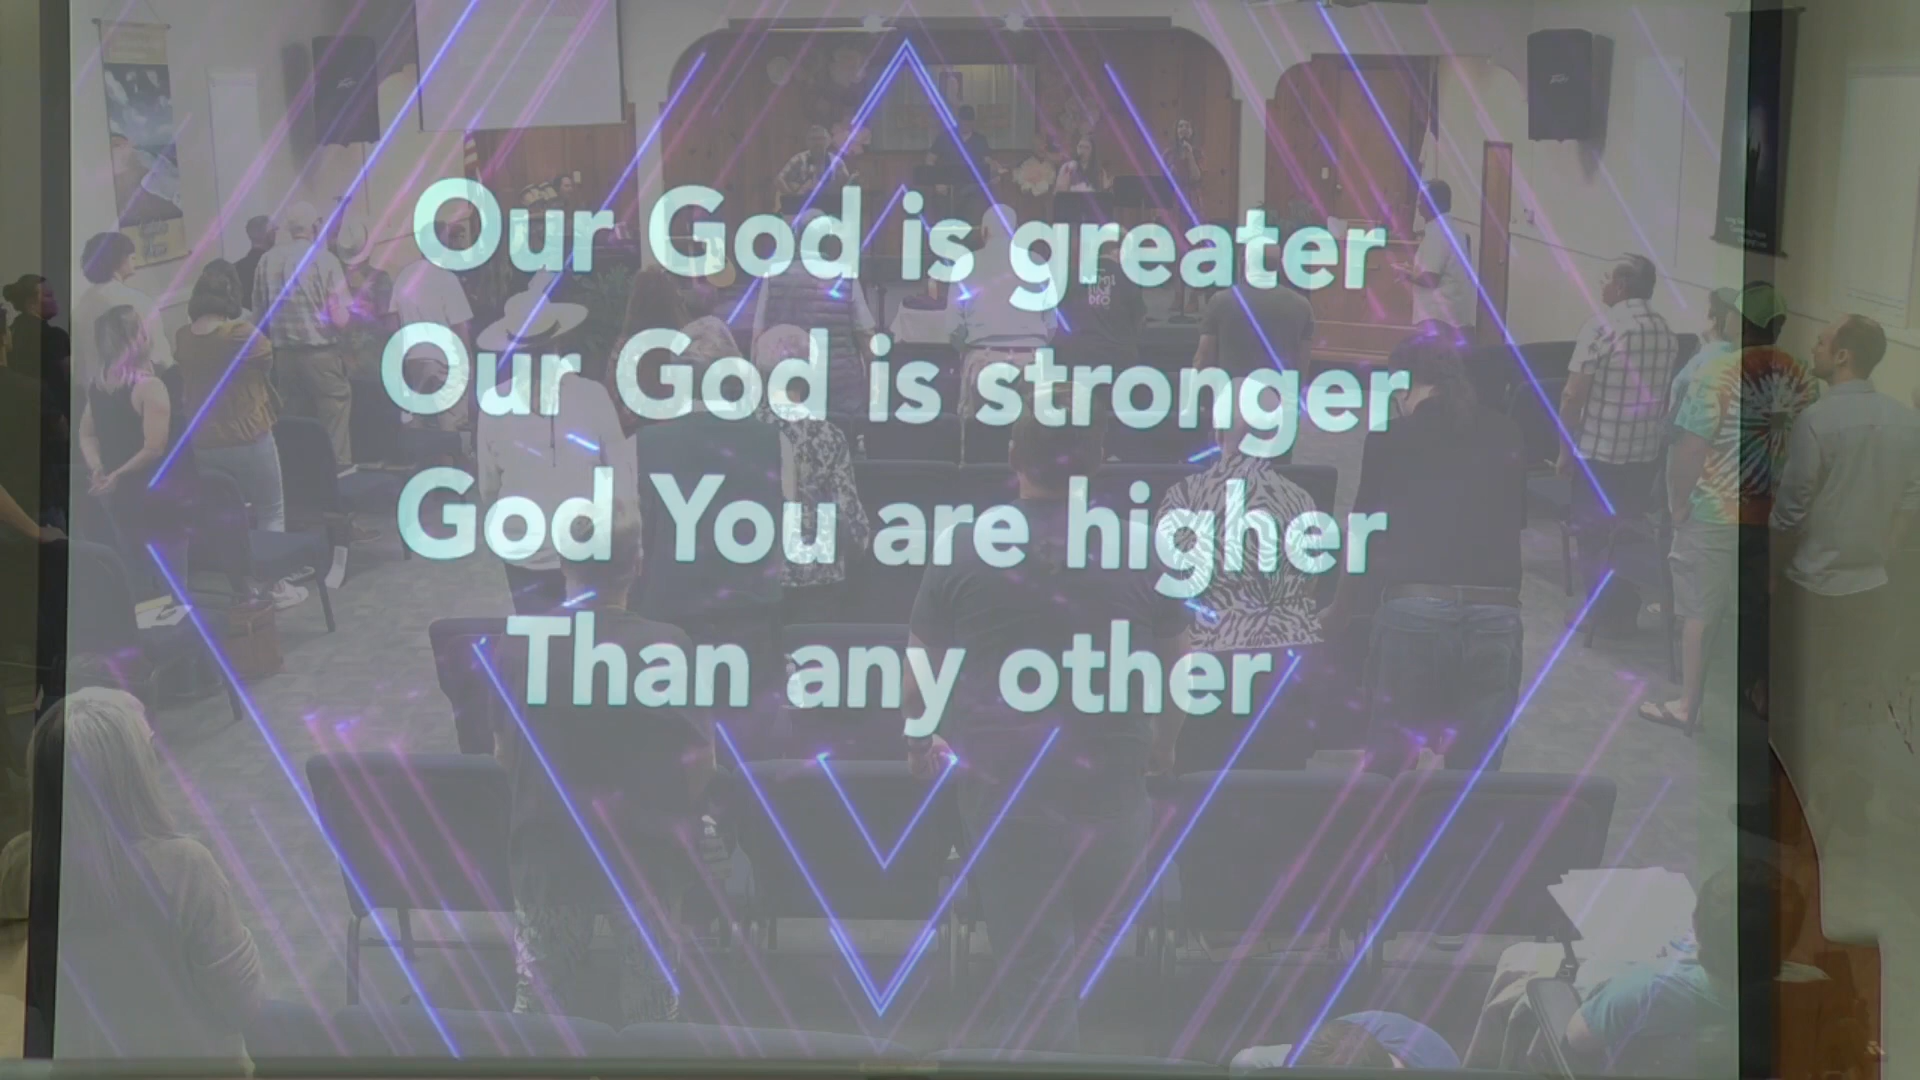 Our God is greater
Our God is stronger
God You are higher
Than any other